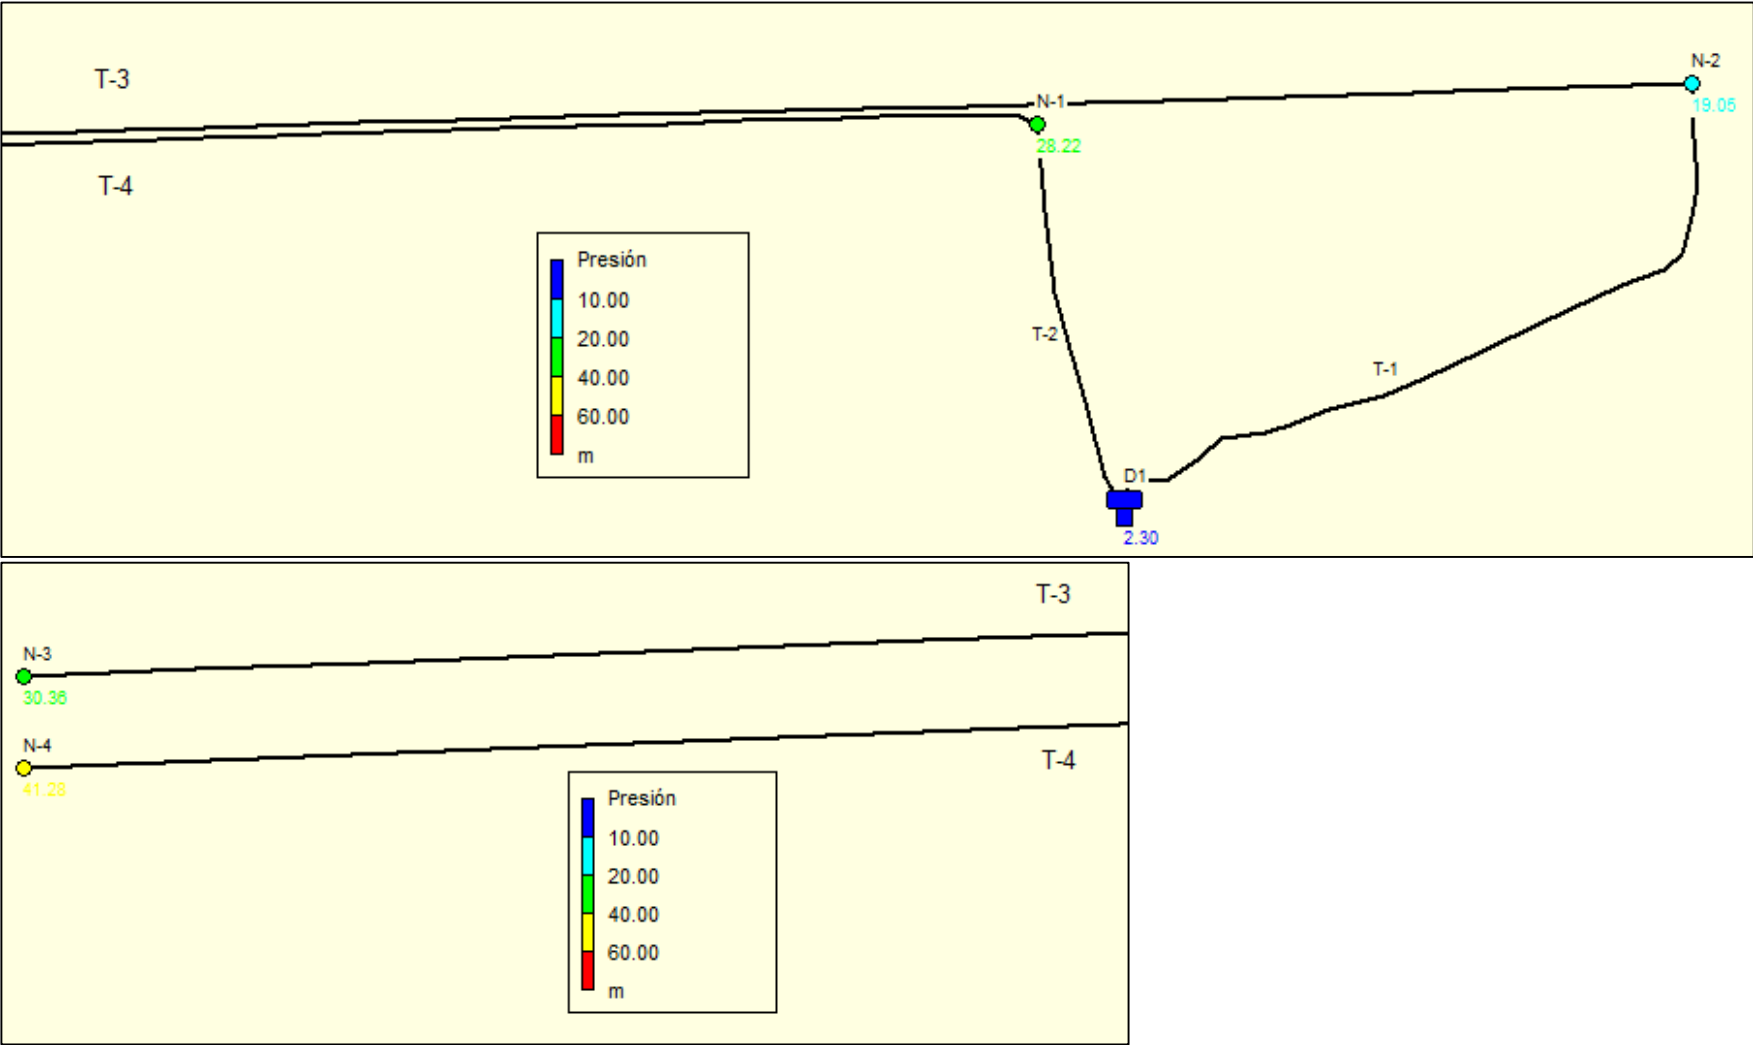 N-2
T-3
19.05
N-1
28.22
T-4
Presión
10.00
20.00
40.00
60.00
m
T-2
T-1
D1
2.30
T-3
N-3
30.36
N-4
41.28
T-4
Presión
10.00
20.00
40.00
60.00
m